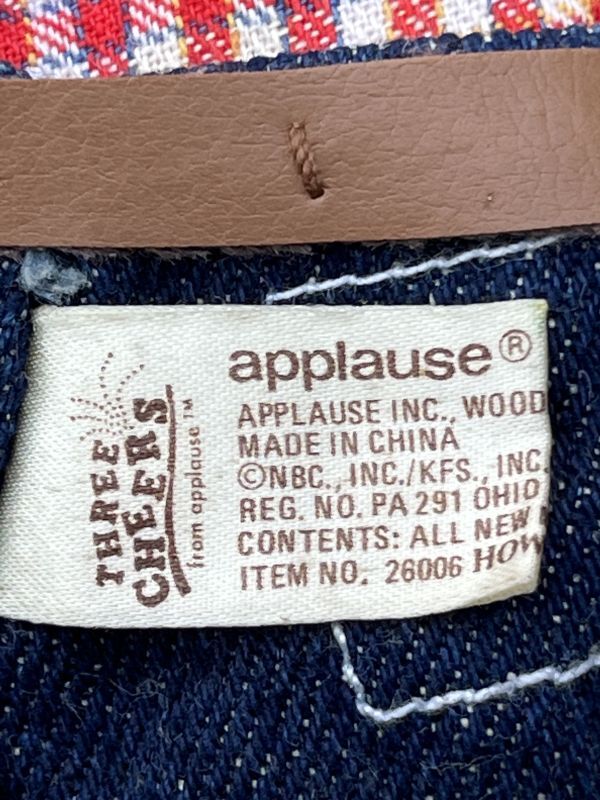 applause®
APPLAUSE INC., WOOD
MADE IN CHINA
©NBC., INC./KFS., INC.
REG. NO. PA 291 OHIO
CONTENTS: ALL NEW
ITEM NO. 26006 HOW
THREE
CHEERS
from applause™